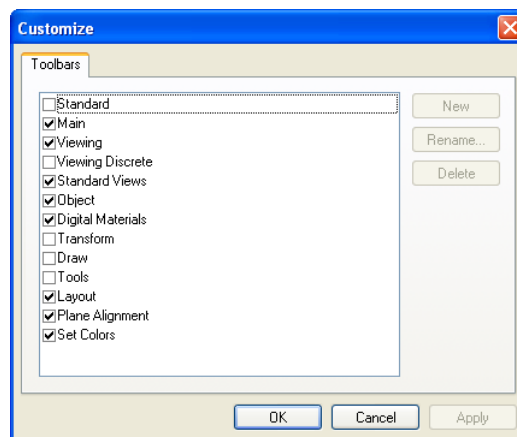 Customize
Toolbars
Standard
Main
Viewing
Viewing Discrete
Standard Views
Object
Digital Materials
Transform
Draw
Tools
Layout
Plane Alignment
Set Colors
New
Rename...
Delete
OK
Cancel
Apply